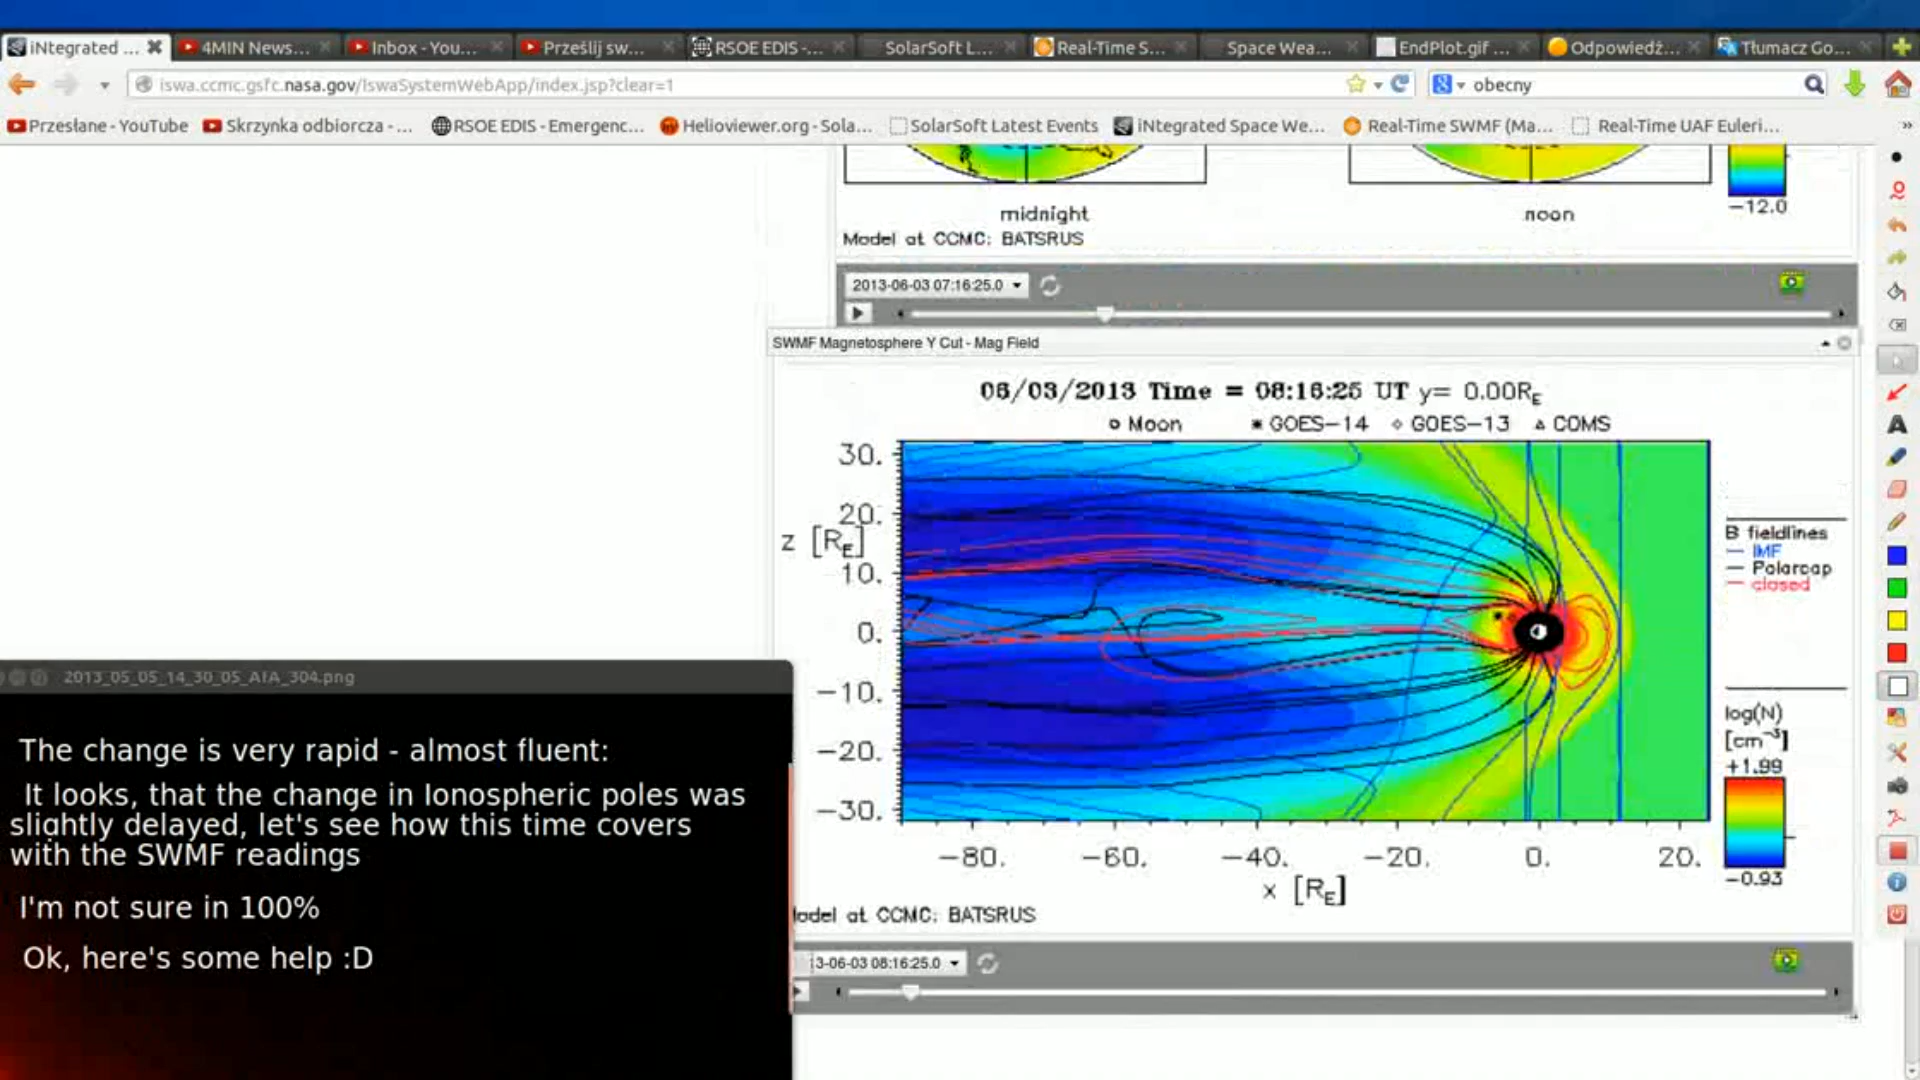 iNtegrated ...
4MIN News...
Inbox - You...
Prześlij sw...
RSOE EDIS -...
SolarSoft L...
Real-Time S...
Space Wea...
EndPlot.gif ...
Odpowiedź...
Tłumacz Go...
iswa.ccmc.gsfc.nasa.gov/IswaSystemWebApp/index.jsp?clear=1
obecny
Przesłane - YouTube
Skrzynka odbiorcza - ...
RSOE EDIS - Emergenc...
Helioviewer.org - Sola...
SolarSoft Latest Events
iNtegrated Space We...
Real-Time SWMF (Ma...
Real-Time UAF Euleri...
»
-12.0
midnight
noon
Model at CCMC: BATSRUS
2013-06-03 07:16:25.0
SWMF Magnetosphere Y Cut - Mag Field
06/03/2013 Time = 08:16:25 UT y= 0.00RE
Moon
GOES-14
GOES-13
COMS
30.
20.
z [RE]
10.
0.
-10.
-20.
-30.
-80.
-60.
-40.
-20.
0.
20.
x [RE]
B fieldlines
IMF
Polarcap
closed
log(N)
[cm-3]
+1.99
-0.93
odel at CCMC: BATSRUS
3-06-03 08:16:25.0
2013_05_05_14_30_05_AIA_304.png
The change is very rapid - almost fluent:
It looks, that the change in Ionospheric poles was
slightly delayed, let's see how this time covers
with the SWMF readings
I'm not sure in 100%
Ok, here's some help :D